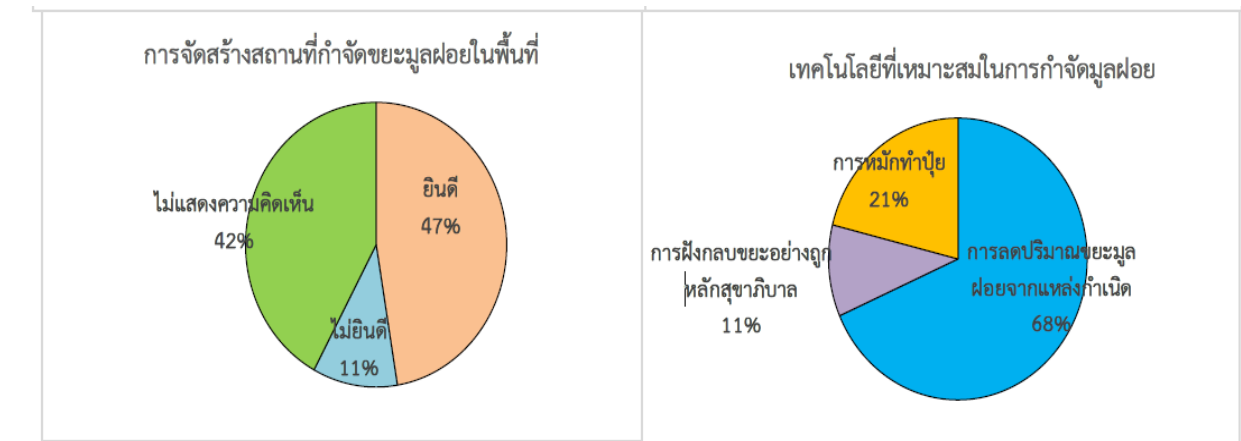 การจัดสร้างสถานที่กำจัดขยะมูลฝอยในพื้นที่
ยินดี
47%
ไม่แสดงความคิดเห็น
42%
ไม่ยินดี
11%
เทคโนโลยีที่เหมาะสมในการกำจัดมูลฝอย
การหมักทำปุ๋ย
21%
การฝังกลบขยะอย่างถูก
หลักสุขาภิบาล
11%
การลดปริมาณขยะมูล
ฝอยจากแหล่งกำเนิด
68%